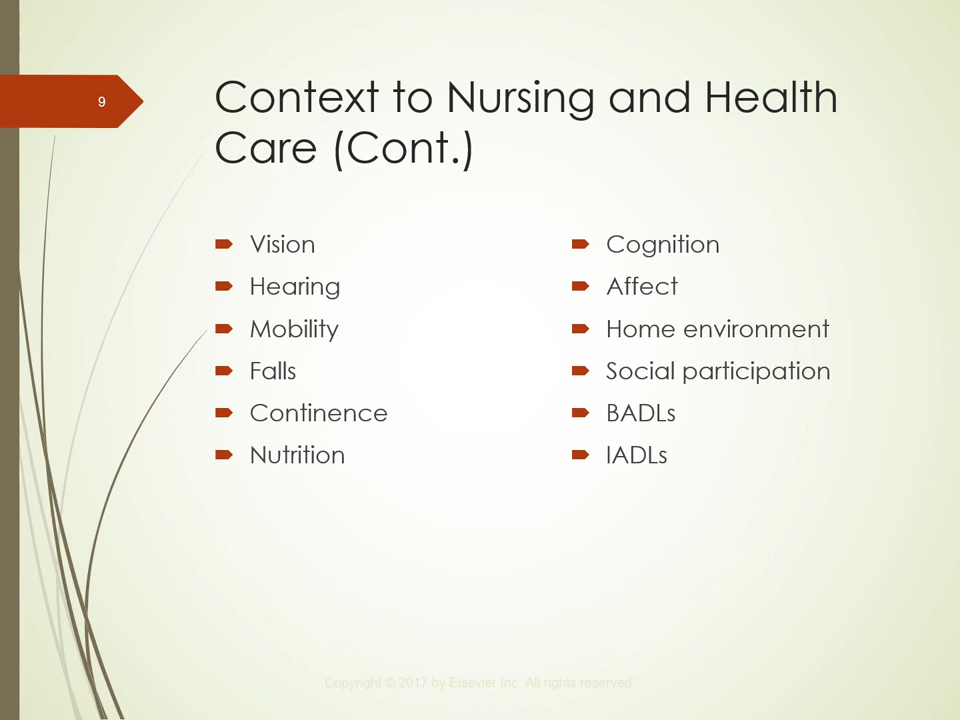 9
Context to Nursing and Health
Care (Cont.)
Vision
Hearing
Mobility
Falls
Continence
Nutrition
Cognition
Affect
Home environment
Social participation
BADLs
IADLs
Copyright © 2017 by Elsevier Inc. All rights reserved.